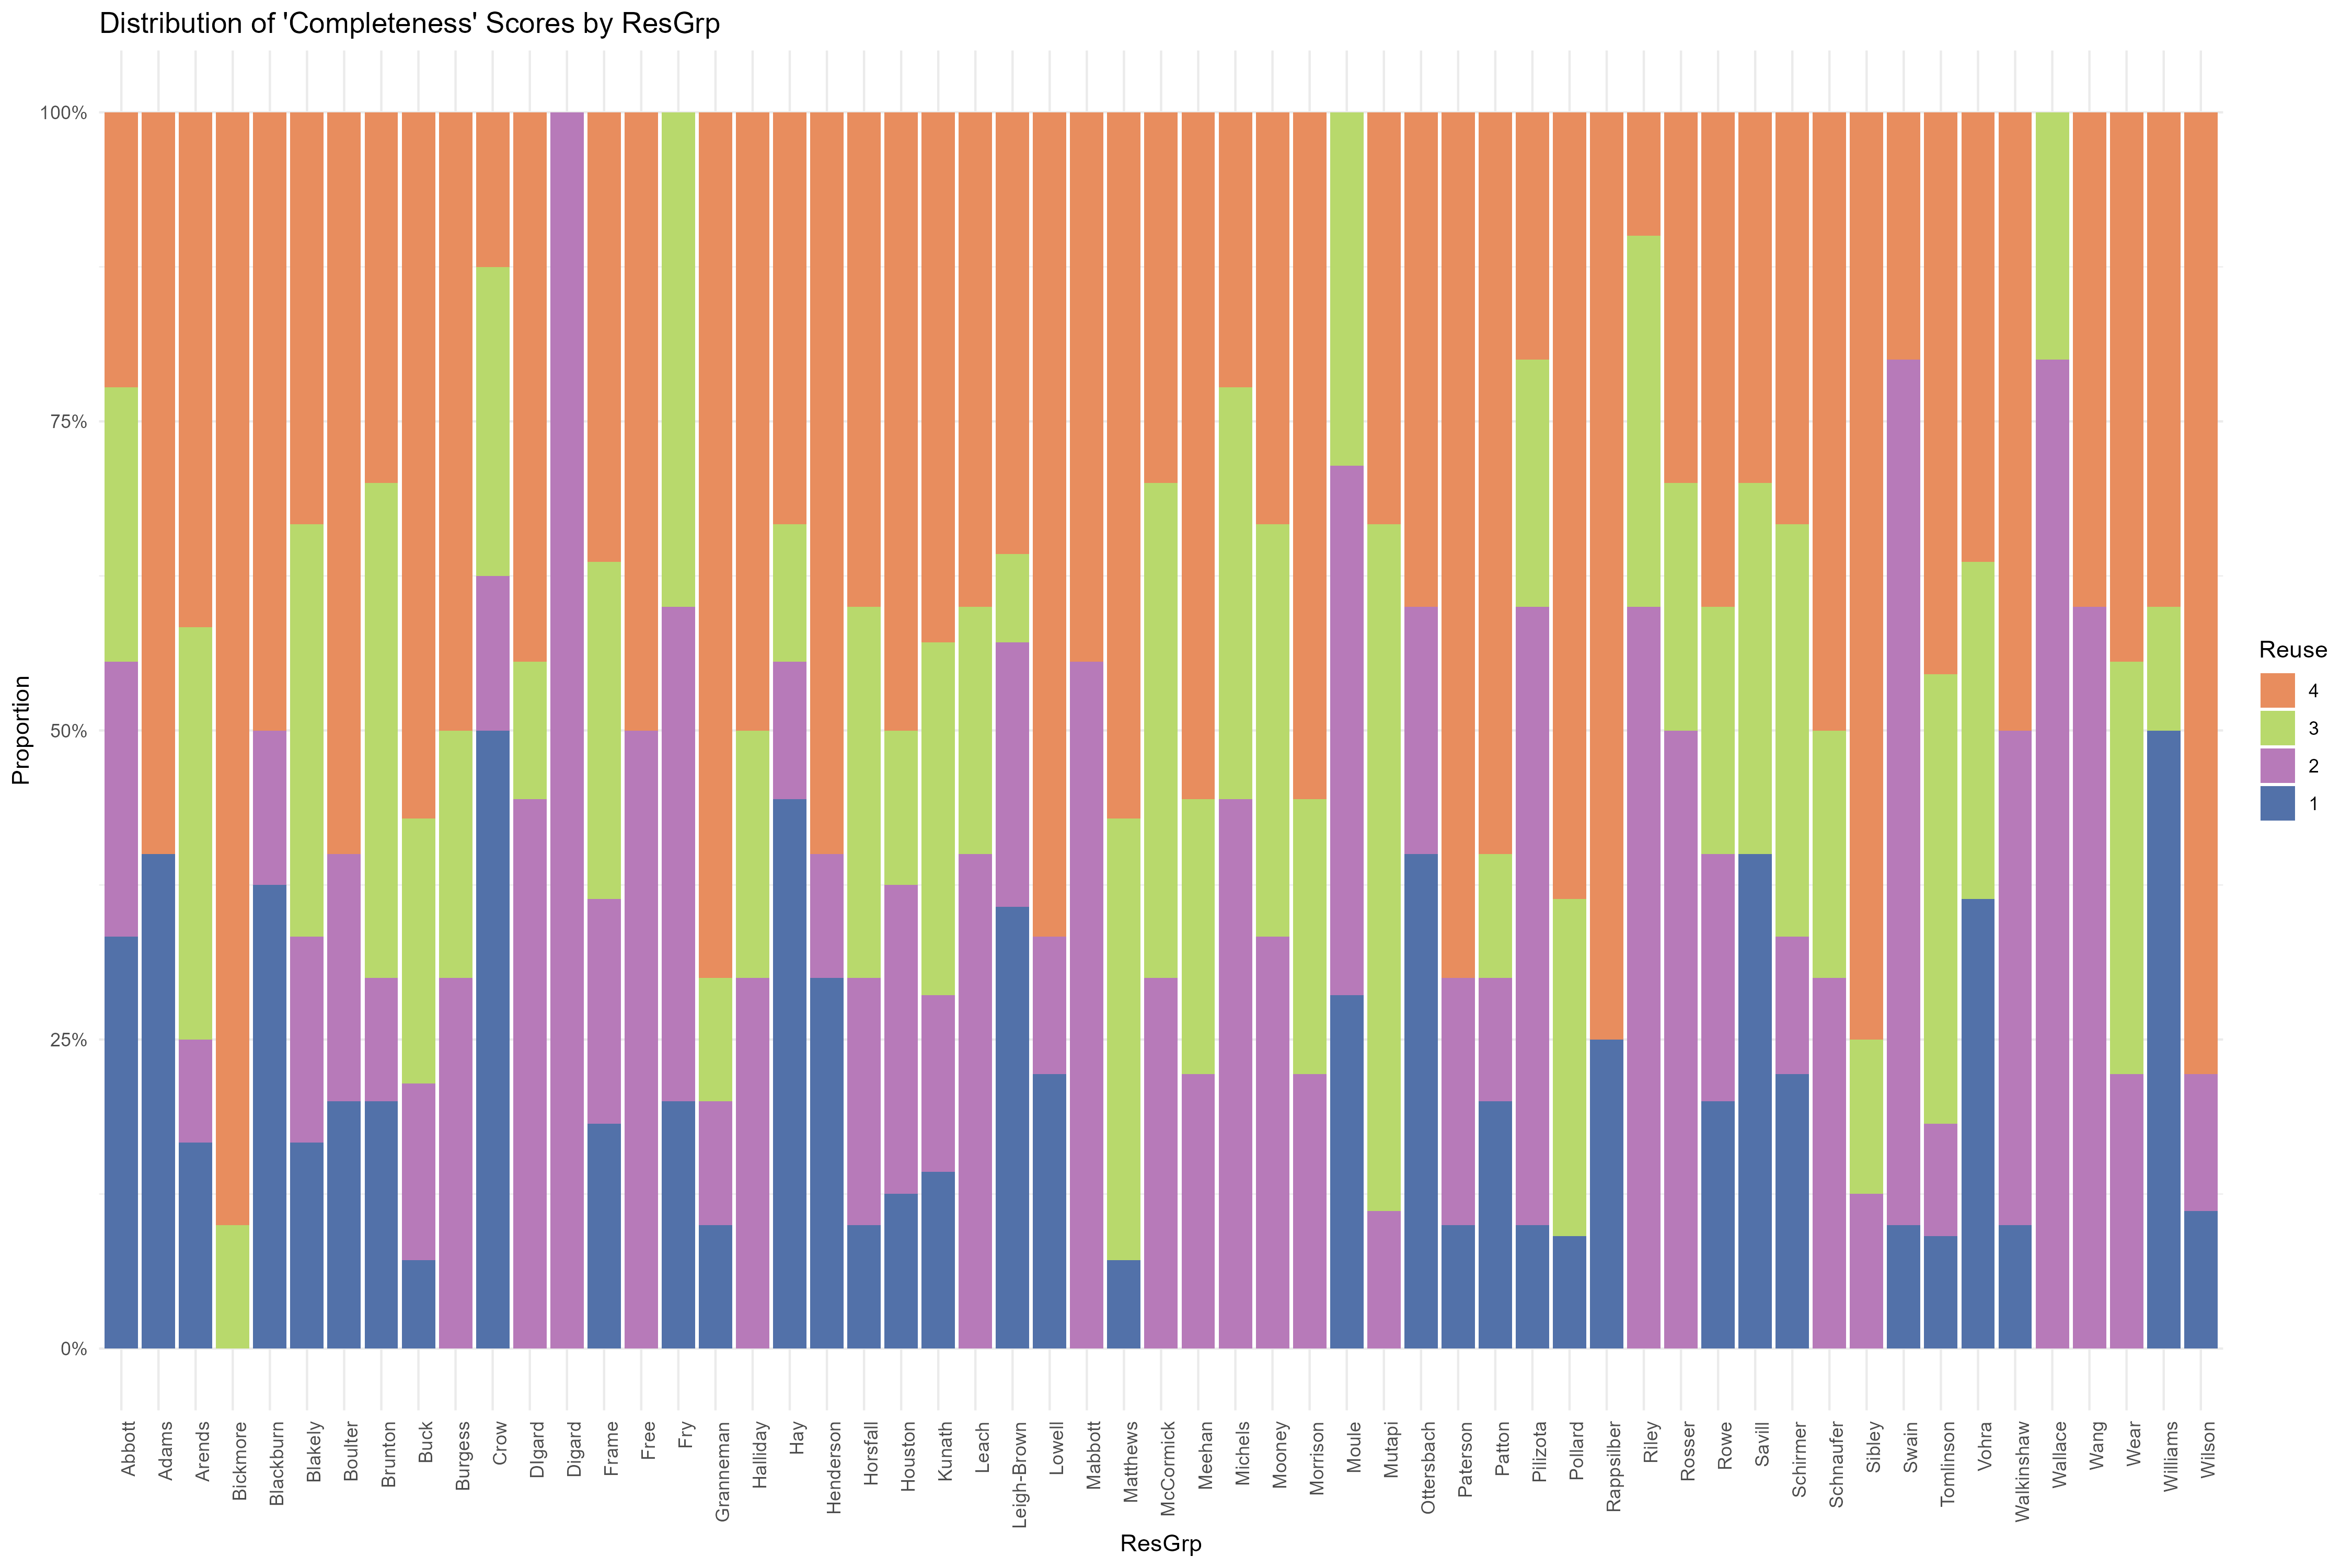 Distribution of 'Completeness' Scores by ResGrp
100%
75%
50%
25%
0%
Proportion
Abbott
Adams
Arends
Bickmore
Blackburn
Blakely
Boulter
Brunton
Buck
Burgess
Crow
DIgard
Digard
Frame
Free
Fry
Granneman
Halliday
Hay
Henderson
Horsfall
Houston
Kunath
Leach
Leigh-Brown
Lowell
Mabbott
Matthews
McCormick
Meehan
Michels
Mooney
Morrison
Moule
Mutapi
Ottersbach
Paterson
Patton
Pilizota
Pollard
Rappsilber
Riley
Rosser
Rowe
Savill
Schirmer
Schnaufer
Sibley
Swain
Tomlinson
Vohra
Walkinshaw
Wallace
Wang
Wear
Williams
Wilson
ResGrp
Reuse
4
3
2
1